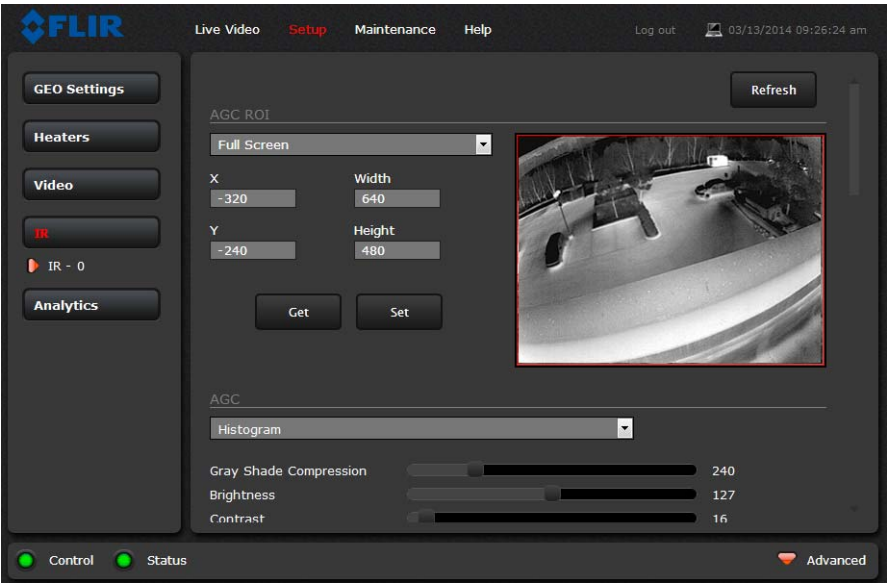 FLIR
Live Video Setup Maintenance Help Log out 03/13/2014 09:26:24 am
GEO Settings
Heaters
Video
IR
IR - 0
Analytics
Refresh
AGC ROI
Full Screen
X Width
-320 640
Y Height
-240 480
Get Set
AGC
Histogram
Gray Shade Compression 240
Brightness 127
Contrast 16
Control Status Advanced